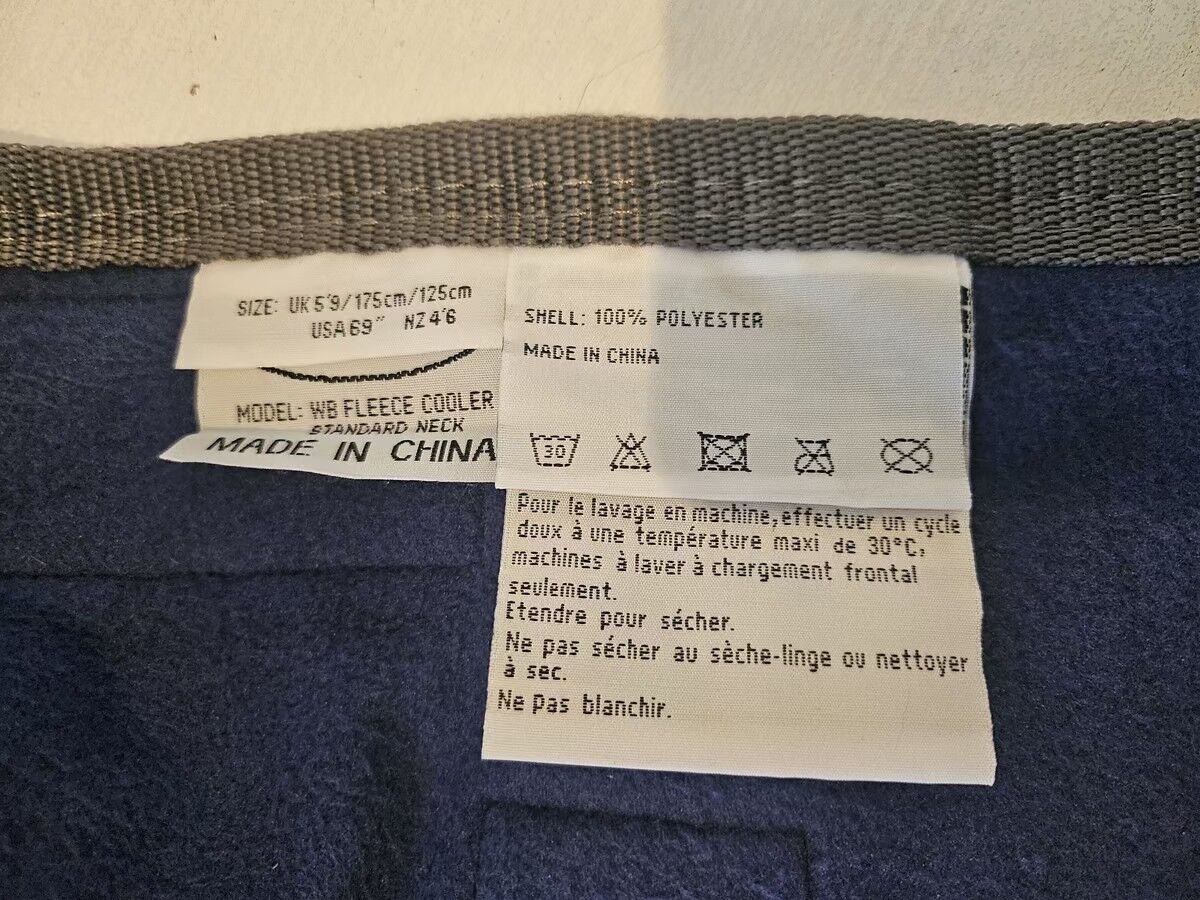 SIZE: UK 5'9/175cm/125cm
USA 69" NZ 4'6
MODEL: WB FLEECE COOLER
STANDARD NECK
MADE IN CHINA
SHELL: 100% POLYESTER
MADE IN CHINA
30
Pour le lavage en machine, effectuer un cycle
doux à une température maxi de 30°C,
machines à laver à chargement frontal
seulement.
Etendre pour sécher.
Ne pas sécher au sèche-linge ou nettoyer
à sec.
Ne pas blanchir.